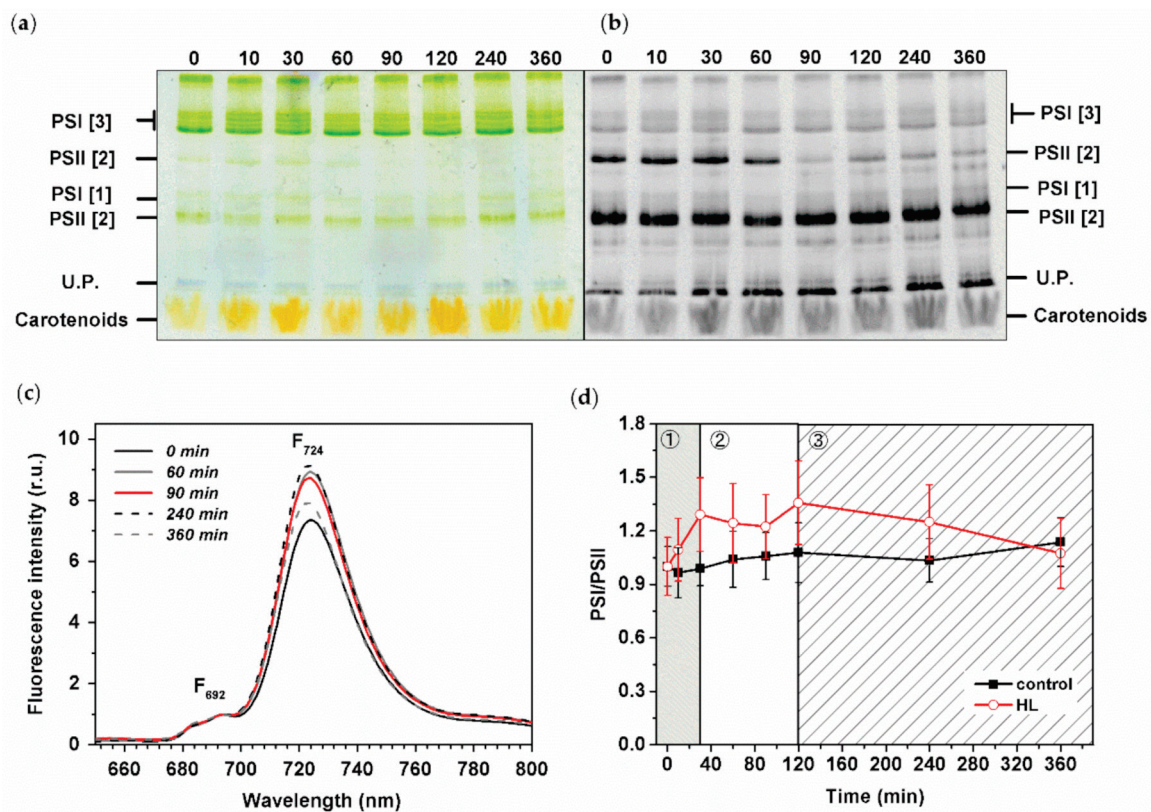 (a)
0 10 30 60 90 120 240 360
PSI [3]
PSII [2]
PSI [1]
PSII [2]
U.P.
Carotenoids
(b)
0 10 30 60 90 120 240 360
PSI [3]
PSII [2]
PSI [1]
PSII [2]
U.P.
Carotenoids
(c)
10
8
6
4
2
0
Fluorescence intensity (r.u.)
0 min
60 min
90 min
240 min
360 min
F724
F692
660 680 700 720 740 760 780 800
Wavelength (nm)
(d)
1.8
1.5
1.2
0.9
0.6
0.3
0.0
PSI/PSII
① ② ③
control
HL
0 40 80 120 160 200 240 280 320 360
Time (min)